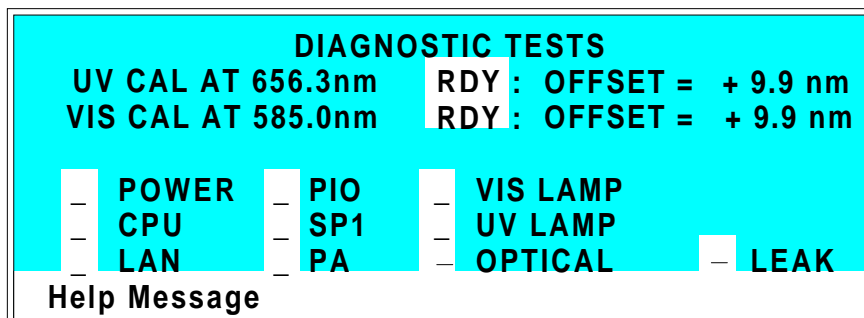 DIAGNOSTIC TESTS
UV CAL AT 656.3nm RDY : OFFSET = + 9.9 nm
VIS CAL AT 585.0nm RDY : OFFSET = + 9.9 nm
_ POWER _ PIO _ VIS LAMP
_ CPU _ SP1 _ UV LAMP
_ LAN _ PA _ OPTICAL _ LEAK
Help Message